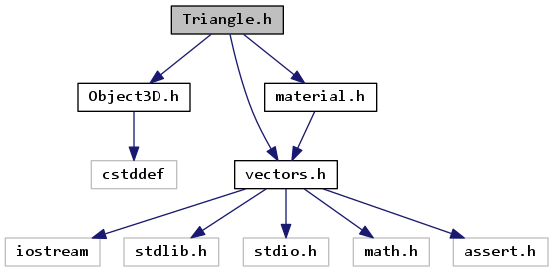 Triangle.h
Object3D.h
material.h
cstddef
vectors.h
iostream
stdlib.h
stdio.h
math.h
assert.h